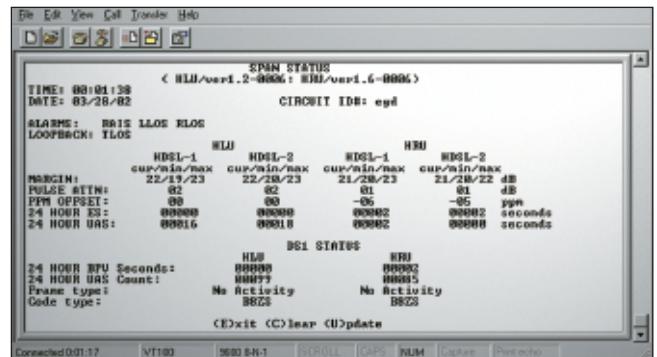 File Edit View Call Transfer Help
SPAN STATUS
( HLU/ver1.2-0006: HRU/ver1.6-0006)
TIME: 00:01:38
DATE: 03/28/02 CIRCUIT ID#: eyd
ALARMS: RAIS LLOS RLOS
LOOPBACK: TLOS
HLU HRU
HDSL-1 HDSL-2 HDSL-1 HDSL-2
cur/min/max cur/min/max cur/min/max cur/min/max
MARGIN: 22/19/23 22/20/23 21/20/23 21/20/22 dB
PULSE ATTN: 02 02 01 01 dB
PPM OFFSET: 00 00 -06 -05 ppm
24 HOUR ES: 00000 00000 00002 00002 seconds
24 HOUR UAS: 00016 00018 00002 00000 seconds
DS1 STATUS
HLU HRU
24 HOUR BPV Seconds: 00000 00002
24 HOUR UAS Count: 00099 00085
Frame type: No Activity No Activity
Code type: B8ZS B8ZS
(E)xit (C)lear (U)pdate
Connected 0:01:17 VT100 9600 8-N-1 SCROLL CAPS NUM Capture Print echo